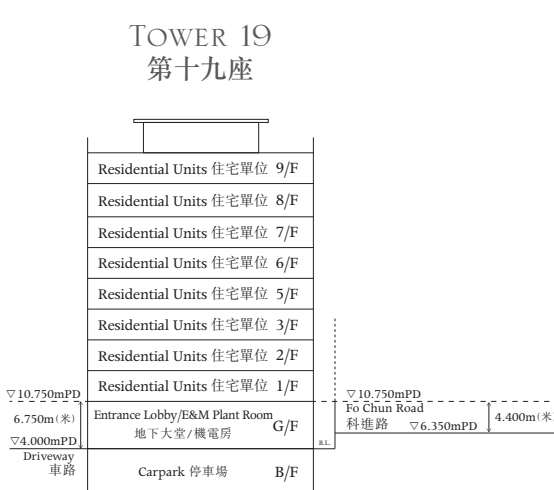 TOWER 19
第十九座
Residential Units 住宅單位 9/F
Residential Units 住宅單位 8/F
Residential Units 住宅單位 7/F
Residential Units 住宅單位 6/F
Residential Units 住宅單位 5/F
Residential Units 住宅單位 3/F
Residential Units 住宅單位 2/F
Residential Units 住宅單位 1/F
▽10.750mPD
6.750m(米)
▽4.000mPD
Driveway
車路
Entrance Lobby/E&M Plant Room
地下大堂/機電房
G/F
B.L.
Carpark 停車場 B/F
▽10.750mPD
Fo Chun Road
科進路
▽6.350mPD
4.400m(米)